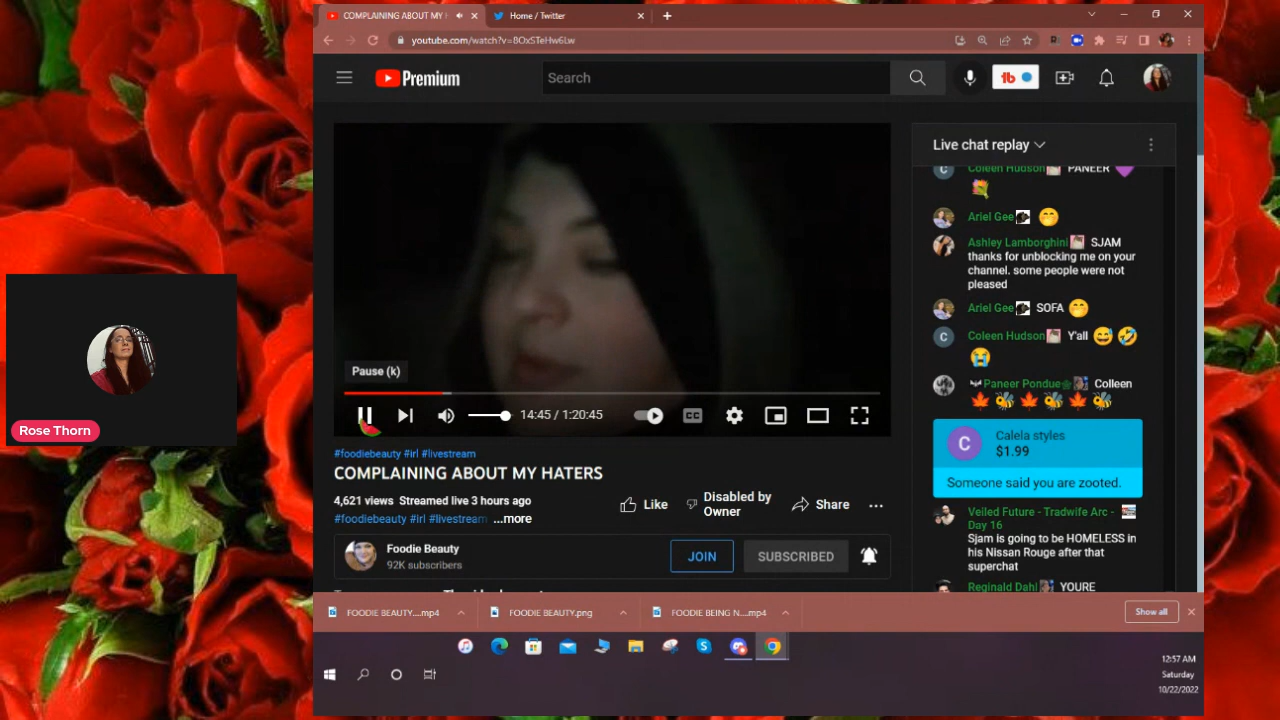 COMPLAINING ABOUT MY H
Home / Twitter
youtube.com/watch?v=8OxSTeHw6Lw
Premium
Search
Live chat replay
Coleen Hudson PANEER
Ariel Gee
Ashley Lamborghini SJAM
thanks for unblocking me on your
channel. some people were not
pleased
Ariel Gee SOFA
Coleen Hudson Y'all
Paneer Pondue Colleen
C Calela styles
$1.99
Someone said you are zooted.
Veiled Future - Tradwife Arc -
Day 16
Sjam is going to be HOMELESS in
his Nissan Rouge after that
superchat
Reginald Dahl YOURE
Pause (k)
14:45 / 1:20:45
CC
#foodiebeauty #irl #livestream
COMPLAINING ABOUT MY HATERS
4,621 views Streamed live 3 hours ago
#foodiebeauty #irl #livestream ...more
Like
Disabled by
Owner
Share
Foodie Beauty
92K subscribers
JOIN
SUBSCRIBED
Rose Thorn
FOODIE BEAUTY....mp4
FOODIE BEAUTY.png
FOODIE BEING N....mp4
Show all
12:57 AM
Saturday
10/22/2022